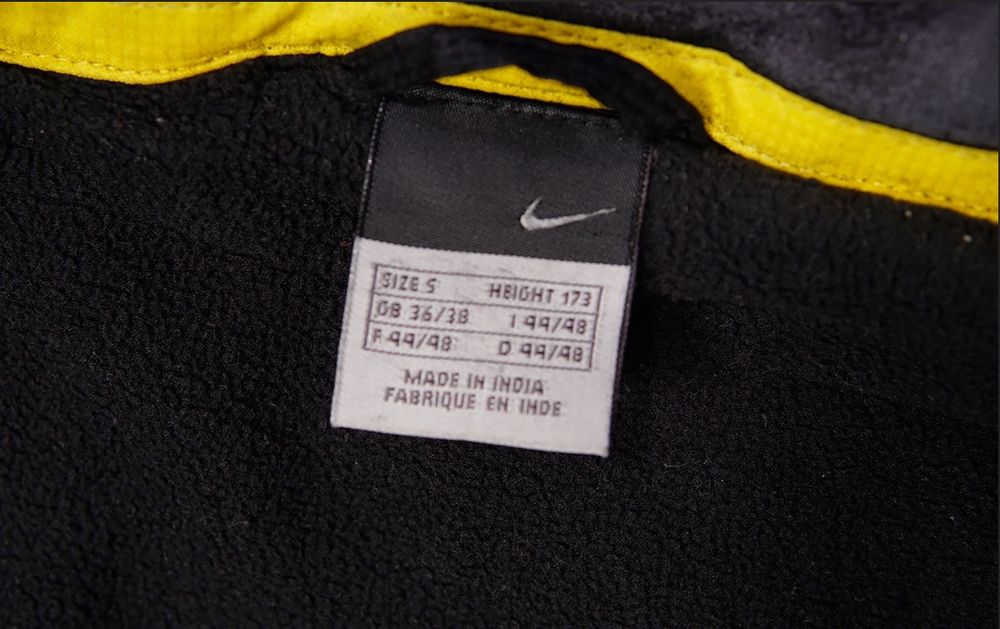 SIZE S HEIGHT 173
GB 36/38 I 44/48
F 44/48 D 44/48
MADE IN INDIA
FABRIQUE EN INDE